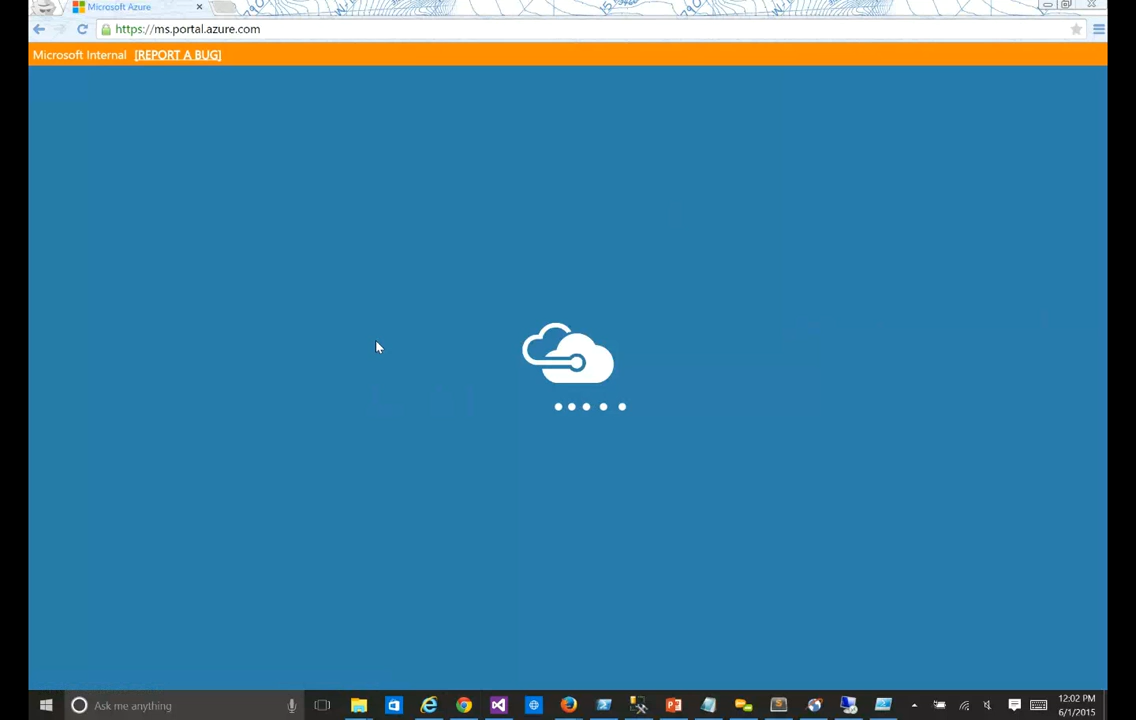 Microsoft Azure
https://ms.portal.azure.com
Microsoft Internal [REPORT A BUG]
Ask me anything
12:02 PM
6/1/2015